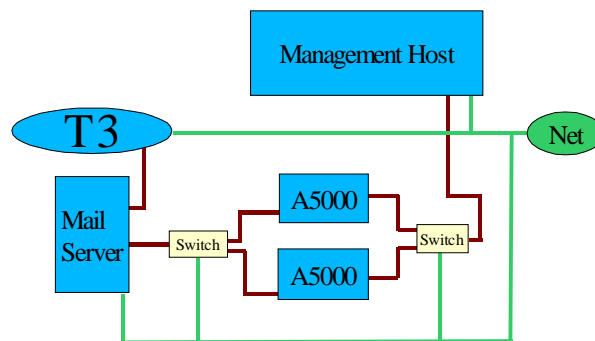 Management Host
T3
Net
Mail
Server
Switch
A5000
A5000
Switch